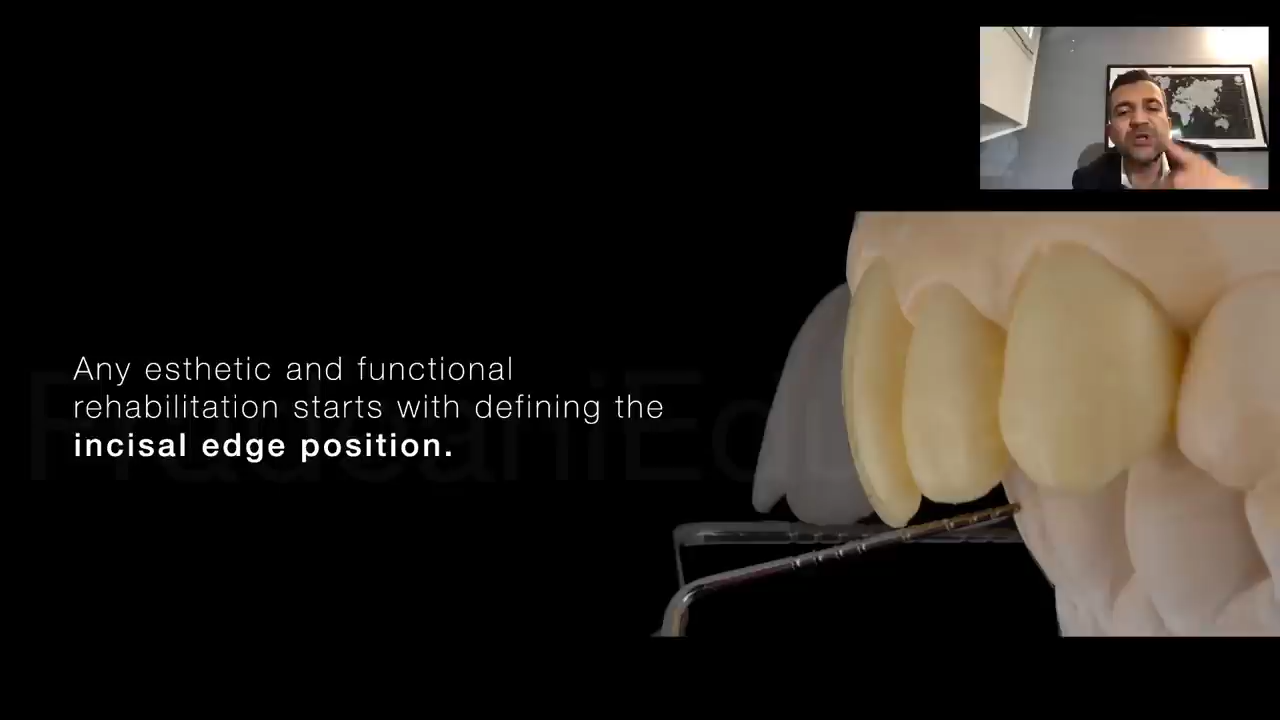 Any esthetic and functional
rehabilitation starts with defining the
incisal edge position.